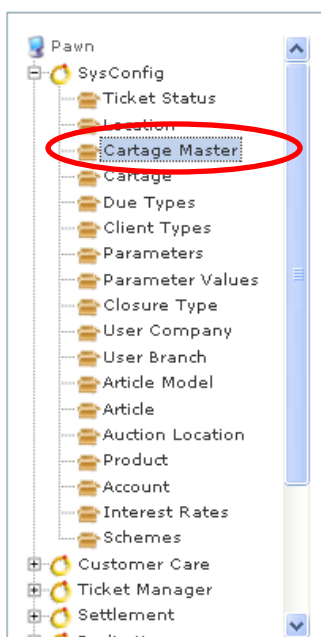 Pawn
SysConfig
Ticket Status
Location
Cartage Master
Cartage
Due Types
Client Types
Parameters
Parameter Values
Closure Type
User Company
User Branch
Article Model
Article
Auction Location
Product
Account
Interest Rates
Schemes
Customer Care
Ticket Manager
Settlement